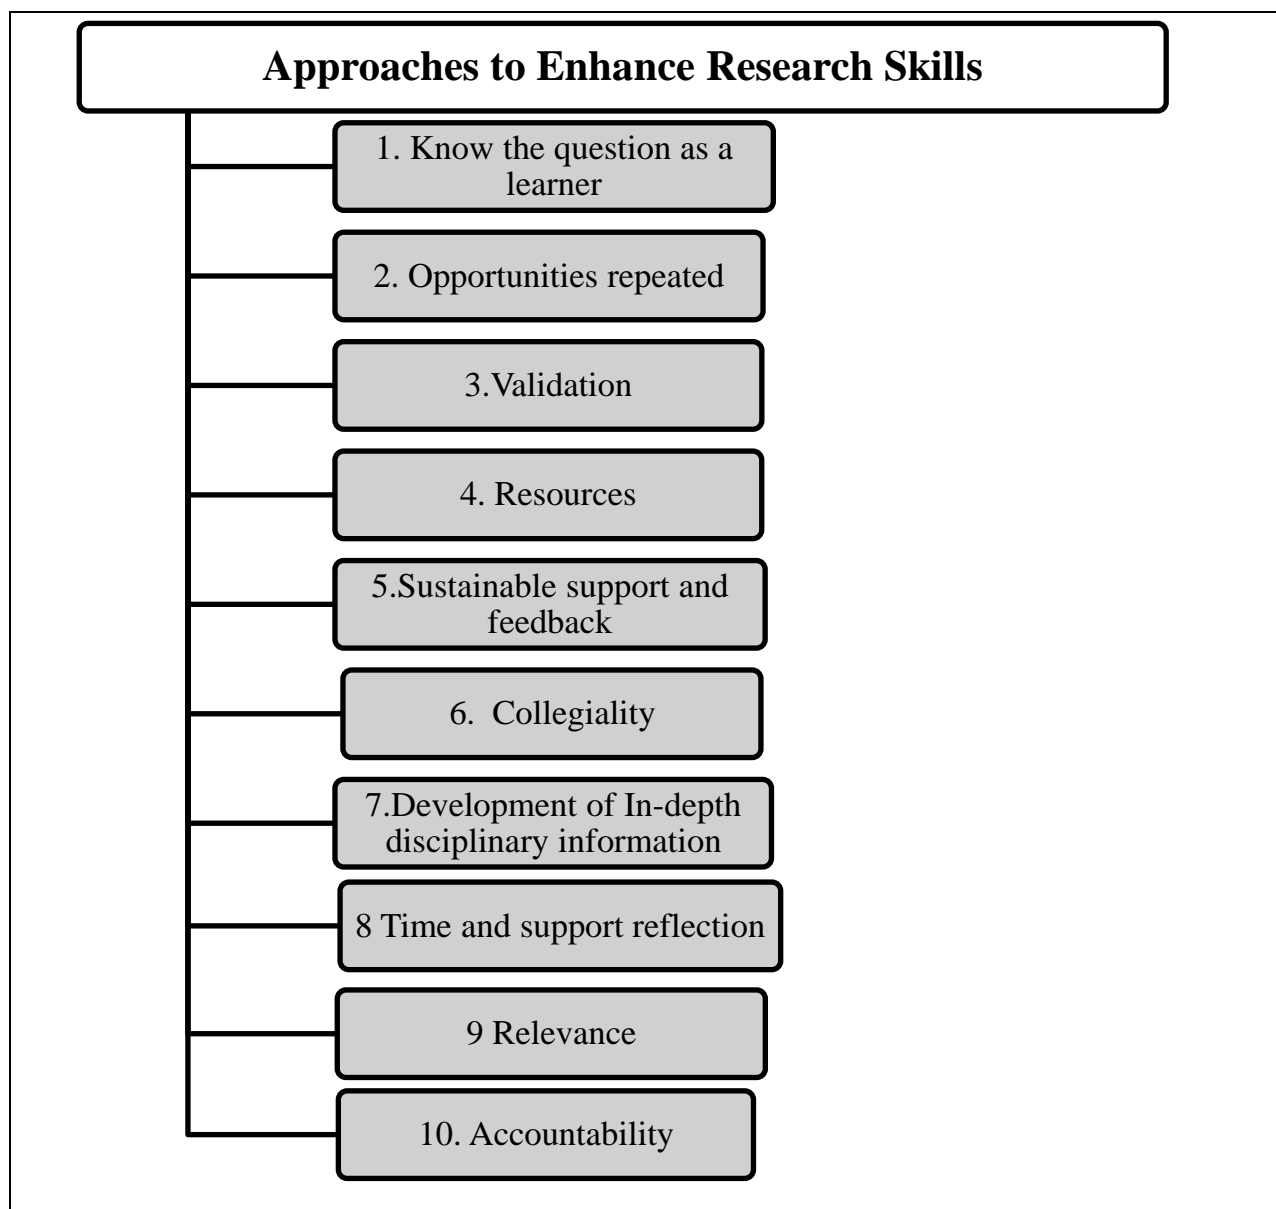 Approaches to Enhance Research Skills
1. Know the question as a
learner
2. Opportunities repeated
3.Validation
4. Resources
5.Sustainable support and
feedback
6.  Collegiality
7.Development of In-depth
disciplinary information
8 Time and support reflection
9 Relevance
10. Accountability